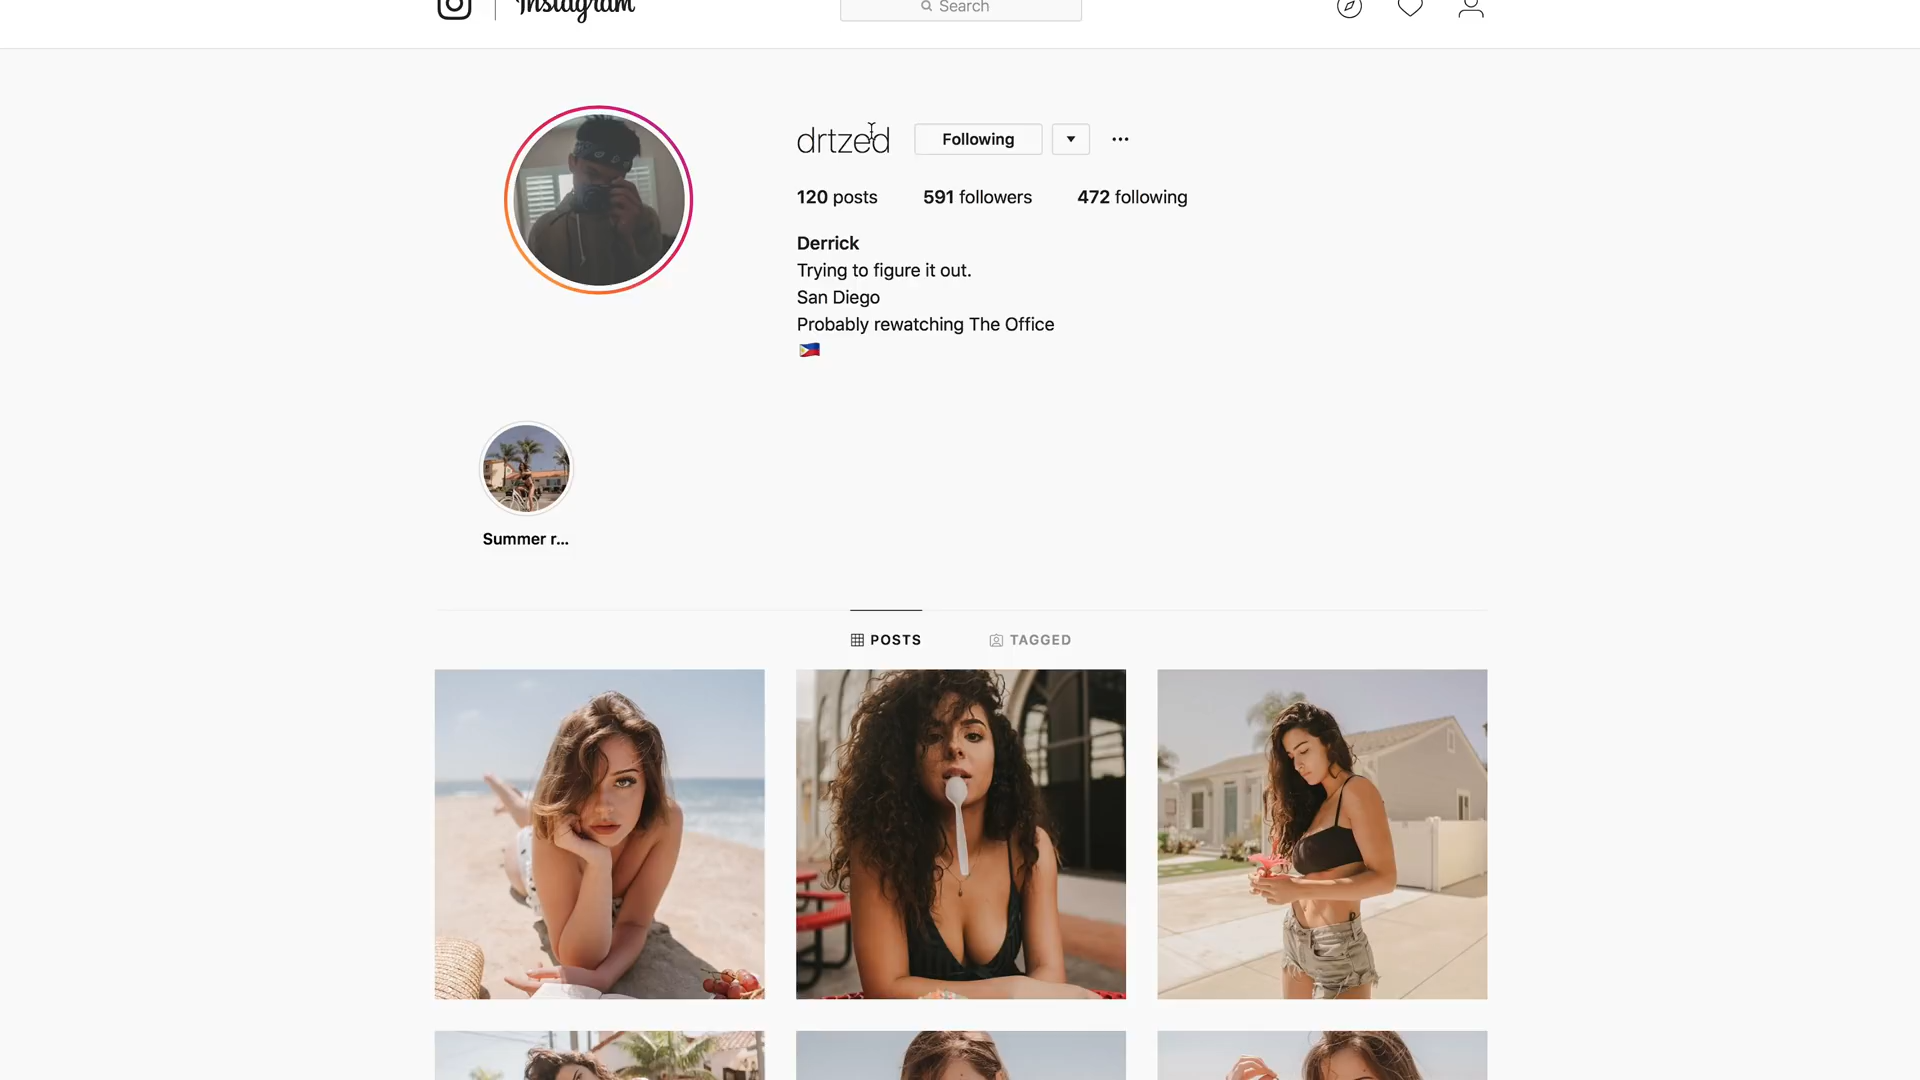 Instagram
Search
drtzed
Following
120 posts 591 followers 472 following
Derrick
Trying to figure it out.
San Diego
Probably rewatching The Office
🇵🇭
Summer r...
POSTS TAGGED